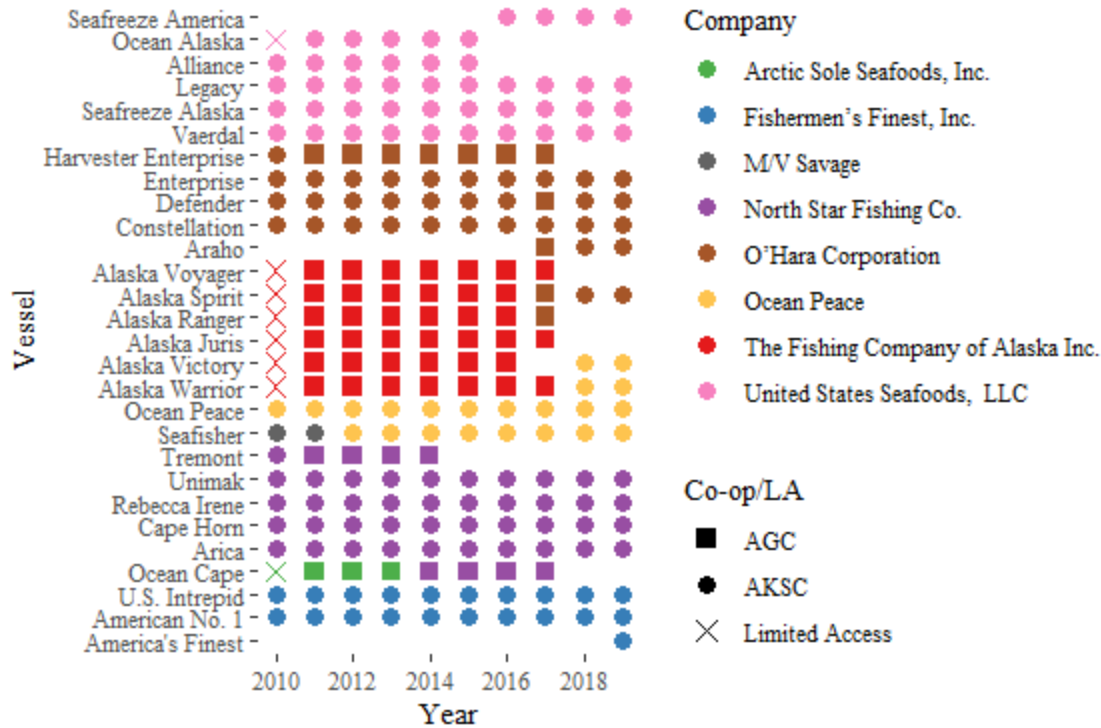 Seafreeze America
Ocean Alaska
Alliance
Legacy
Seafreeze Alaska
Vaerdal
Harvester Enterprise
Enterprise
Defender
Constellation
Araho
Alaska Voyager
Alaska Spirit
Alaska Ranger
Alaska Juris
Alaska Victory
Alaska Warrior
Ocean Peace
Seafisher
Tremont
Unimak
Rebecca Irene
Cape Horn
Arica
Ocean Cape
U.S. Intrepid
American No. 1
America's Finest
Vessel
2010 2012 2014 2016 2018
Year
Company
Arctic Sole Seafoods, Inc.
Fishermen’s Finest, Inc.
M/V Savage
North Star Fishing Co.
O’Hara Corporation
Ocean Peace
The Fishing Company of Alaska Inc.
United States Seafoods, LLC
Co-op/LA
AGC
AKSC
Limited Access